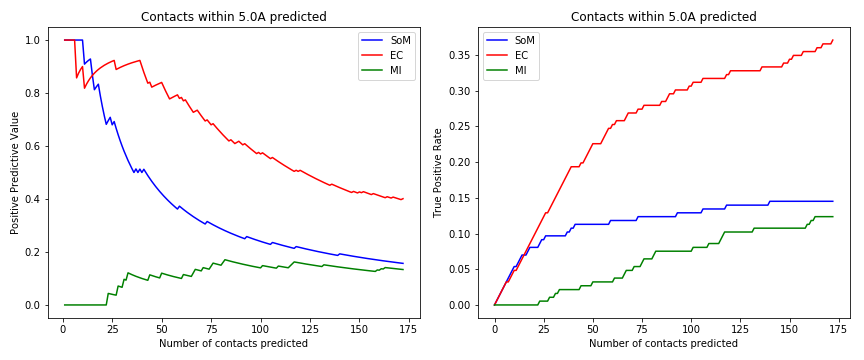 Contacts within 5.0A predicted
Positive Predictive Value
1.0
0.8
0.6
0.4
0.2
0.0
SoM
EC
MI
0 25 50 75 100 125 150 175
Number of contacts predicted
Contacts within 5.0A predicted
True Positive Rate
0.35
0.30
0.25
0.20
0.15
0.10
0.05
0.00
SoM
EC
MI
0 25 50 75 100 125 150 175
Number of contacts predicted